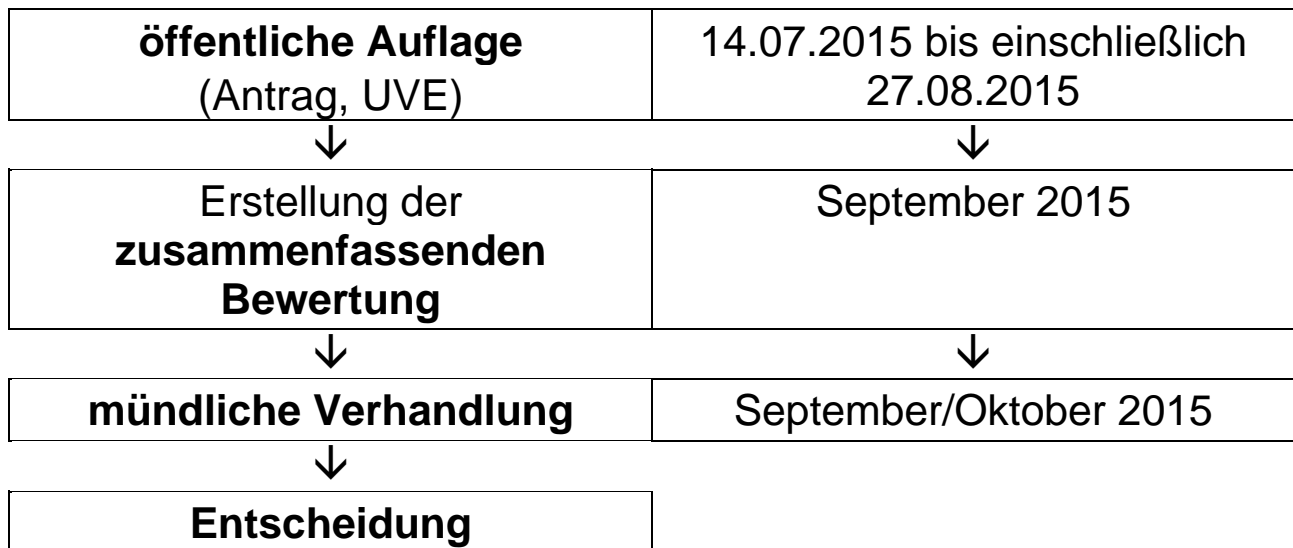 öffentliche Auflage
(Antrag, UVE)
14.07.2015 bis einschließlich
27.08.2015
Erstellung der
zusammenfassenden
Bewertung
September 2015
mündliche Verhandlung
September/Oktober 2015
Entscheidung